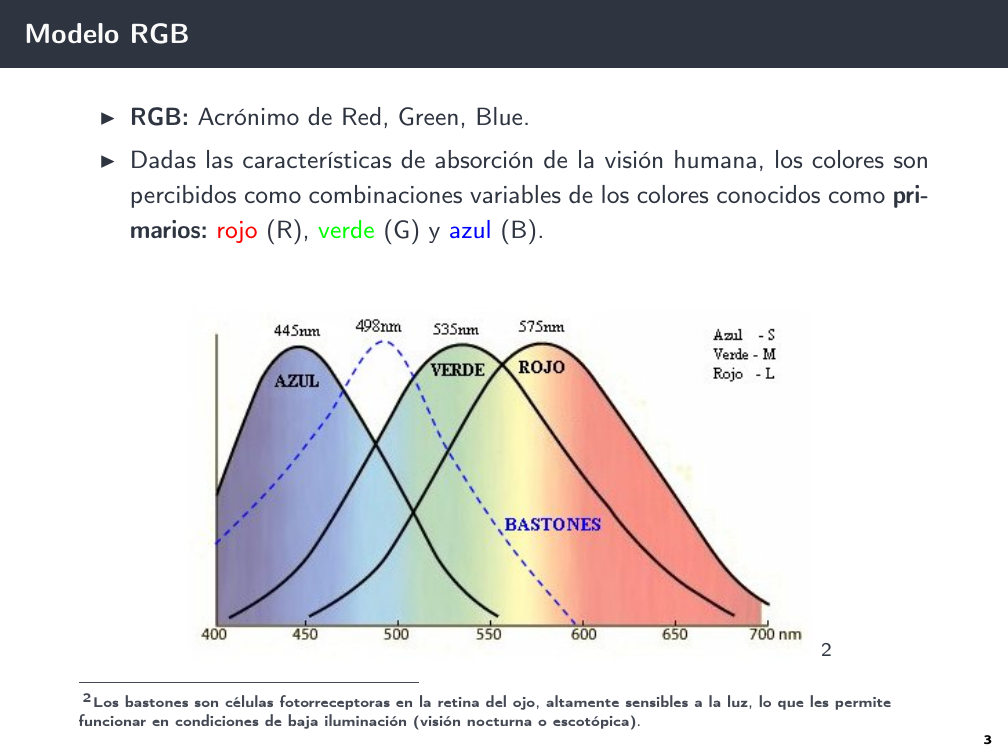 Modelo RGB
▶ RGB: Acrónimo de Red, Green, Blue.
▶ Dadas las características de absorción de la visión humana, los colores son
percibidos como combinaciones variables de los colores conocidos como pri-
marios: rojo (R), verde (G) y azul (B).
445nm 498nm 535nm 575nm
Azul - S
Verde - M
Rojo - L
AZUL VERDE ROJO
BASTONES
400 450 500 550 600 650 700 nm
2
2Los bastones son células fotorreceptoras en la retina del ojo, altamente sensibles a la luz, lo que les permite
funcionar en condiciones de baja iluminación (visión nocturna o escotópica).
3